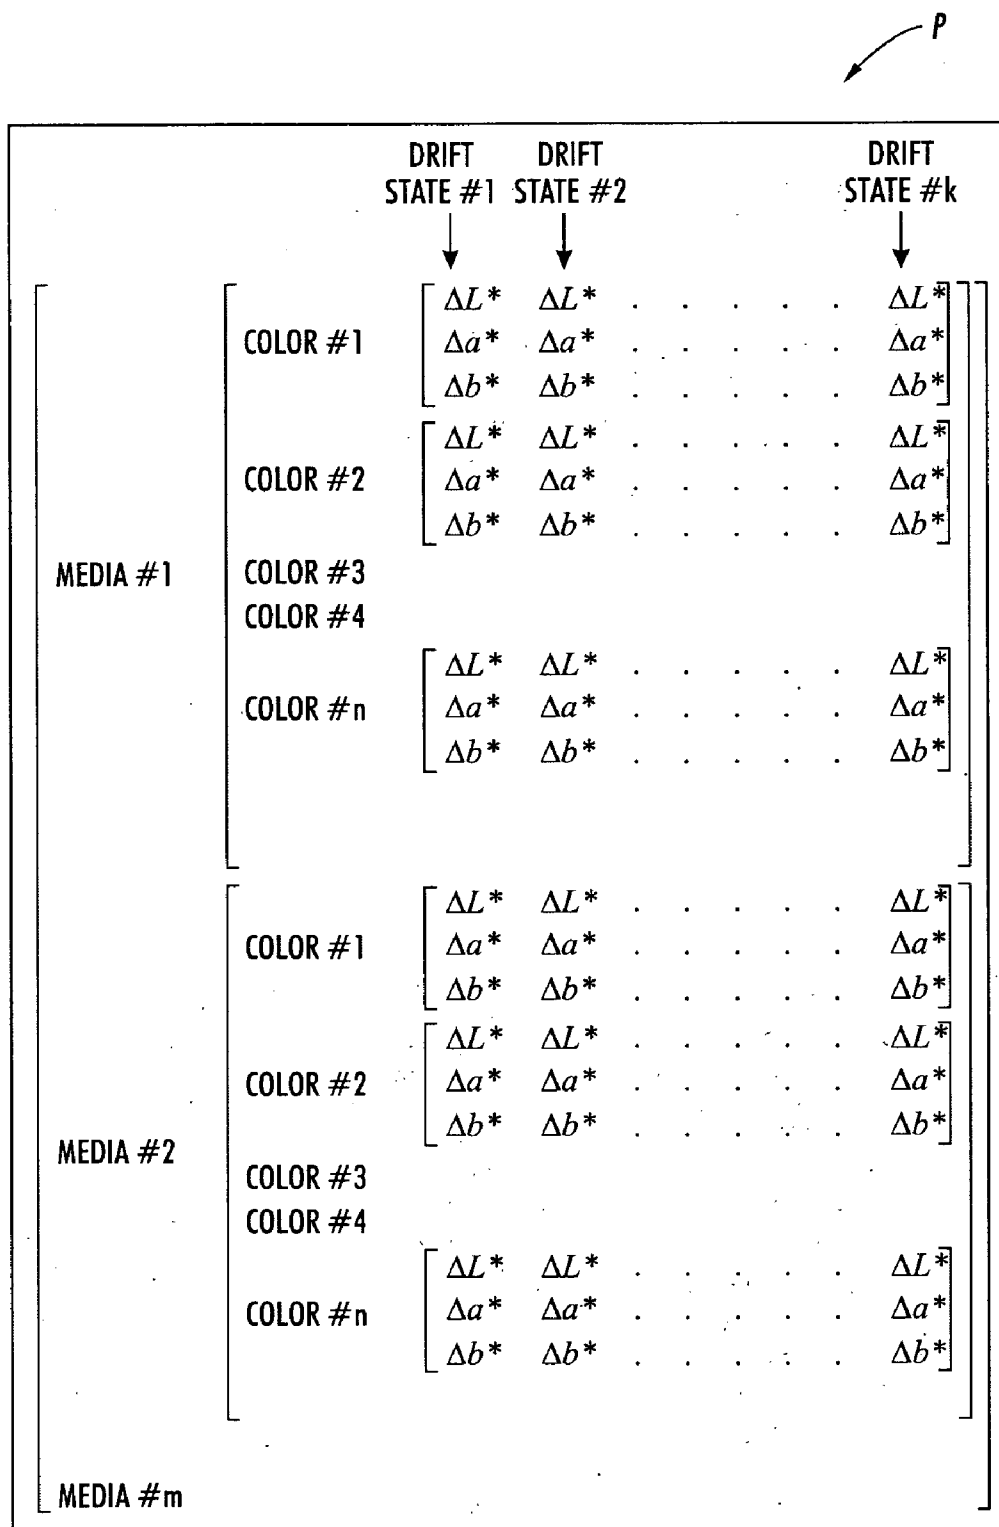 P
DRIFT DRIFT DRIFT
STATE #1 STATE #2 STATE #k
ΔL* ΔL* . . . . . ΔL*
COLOR #1 Δa* Δa* . . . . . Δa*
Δb* Δb* . . . . . Δb*
ΔL* ΔL* . . . . . ΔL*
COLOR #2 Δa* Δa* . . . . . Δa*
Δb* Δb* . . . . . Δb*
MEDIA #1 COLOR #3
COLOR #4
ΔL* ΔL* . . . . . ΔL*
COLOR #n Δa* Δa* . . . . . Δa*
Δb* Δb* . . . . . Δb*
ΔL* ΔL* . . . . . ΔL*
COLOR #1 Δa* Δa* . . . . . Δa*
Δb* Δb* . . . . . Δb*
ΔL* ΔL* . . . . . ΔL*
COLOR #2 Δa* Δa* . . . . . Δa*
Δb* Δb* . . . . . Δb*
MEDIA #2
COLOR #3
COLOR #4
ΔL* ΔL* . . . . . ΔL*
COLOR #n Δa* Δa* . . . . . Δa*
Δb* Δb* . . . . . Δb*
MEDIA #m